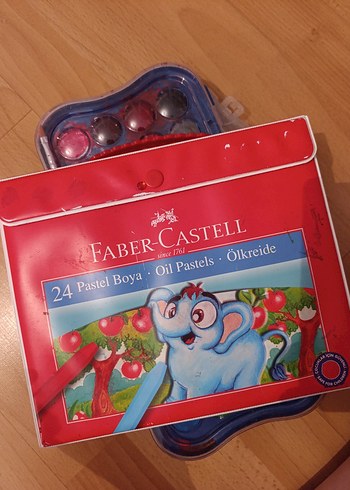 FABER-CASTELL
since 1761
24 Pastel Boya · Oil Pastels · Ölkreide